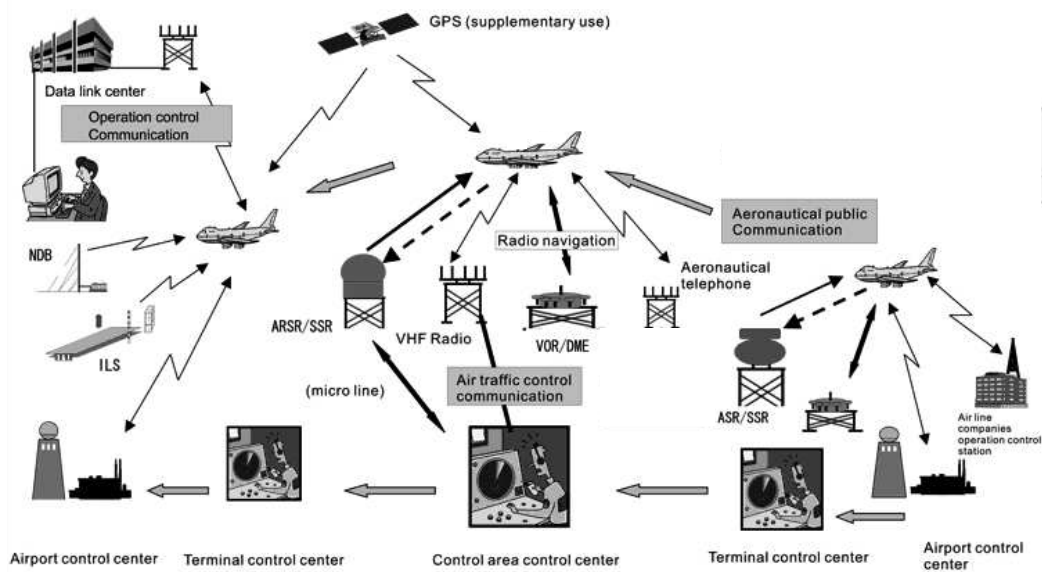 GPS (supplementary use)
Data link center
Operation control
Communication
NDB
ILS
ARSR/SSR
VHF Radio
Radio navigation
VOR/DME
Aeronautical public
Communication
Aeronautical
telephone
(micro line)
Air traffic control
communication
ASR/SSR
Air line
companies
operation control
station
Airport control center
Terminal control center
Control area control center
Terminal control center
Airport control
center